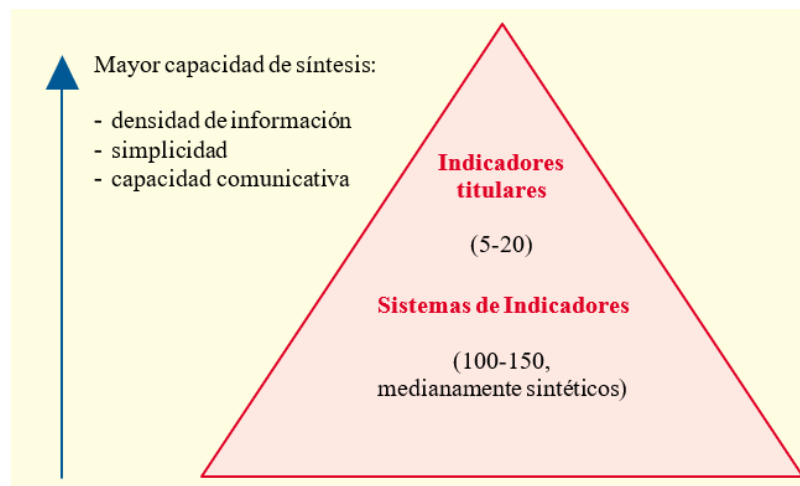 Mayor capacidad de síntesis:
- densidad de información
- simplicidad
- capacidad comunicativa
Indicadores
titulares
(5-20)
Sistemas de Indicadores
(100-150,
medianamente sintéticos)